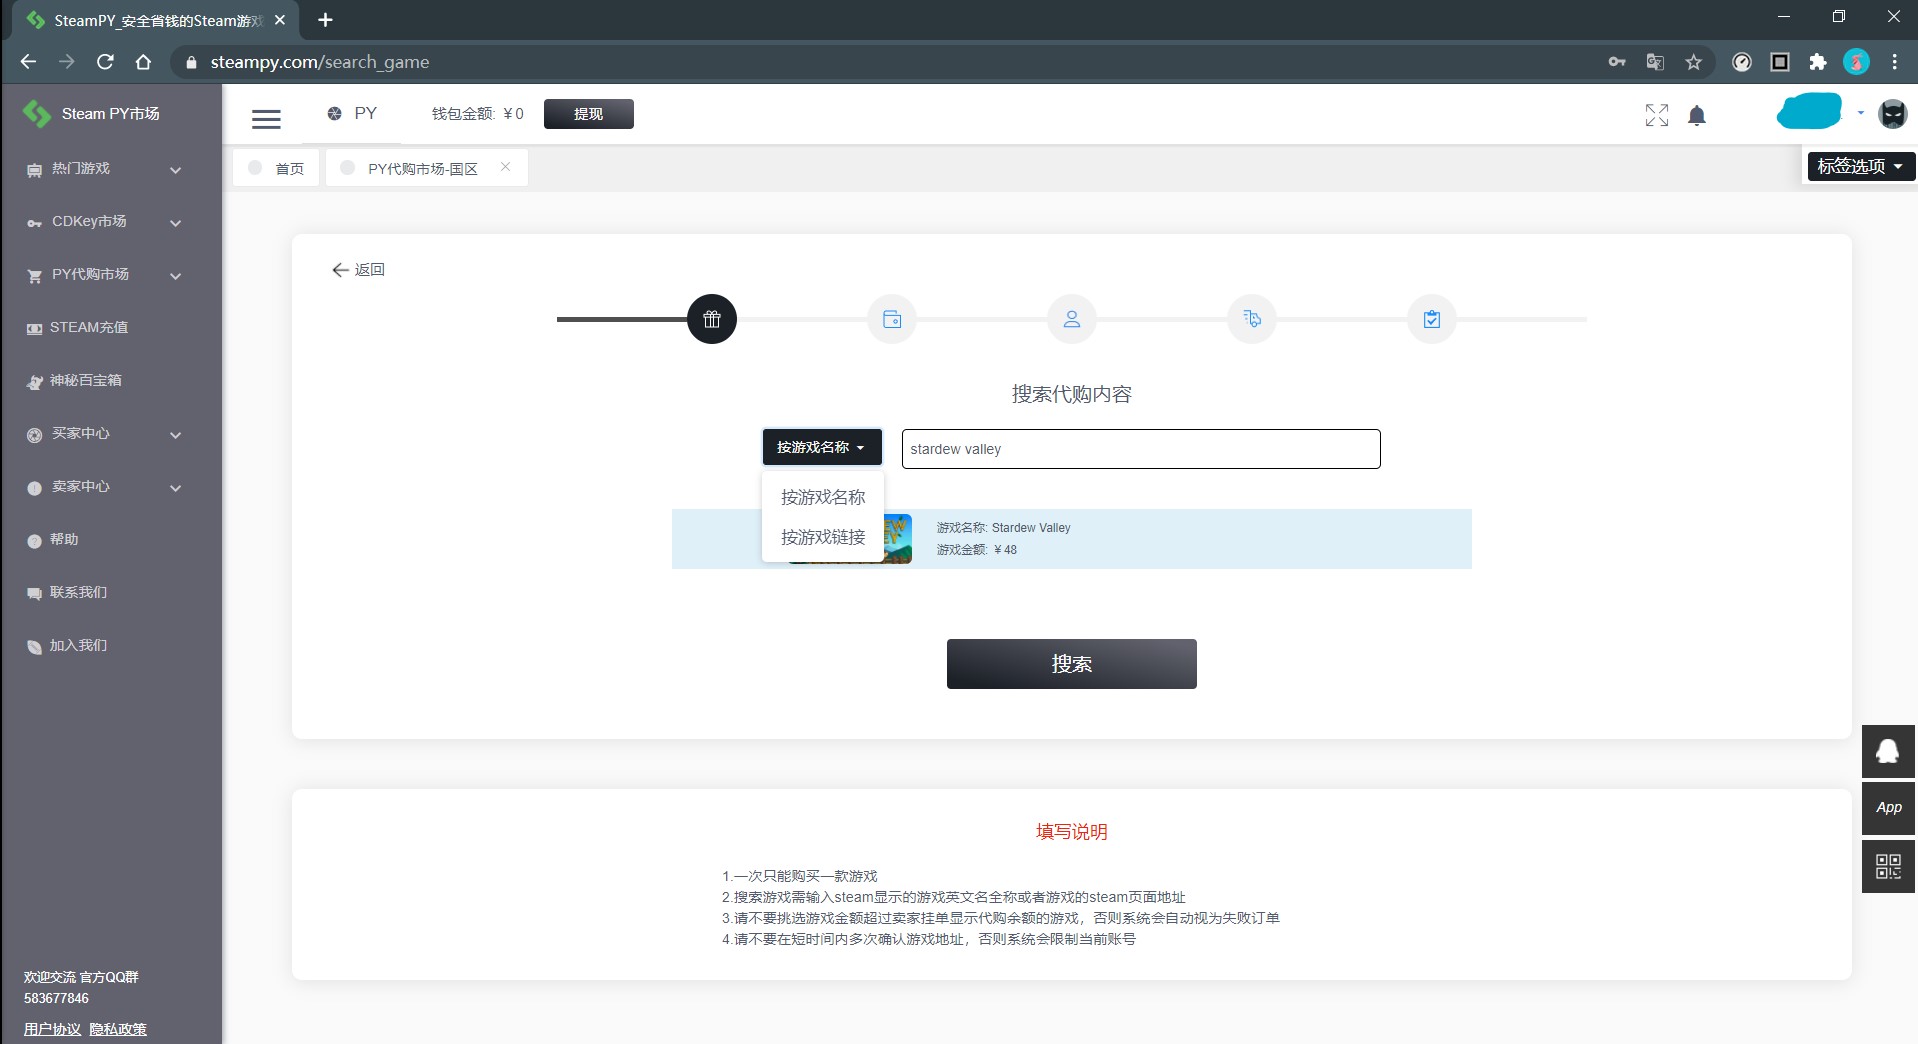 SteamPY_安全省钱的Steam游戏
steampy.com/search_game
Steam PY市场
PY
钱包金额: ￥0
提现
首页
PY代购市场-国区
标签选项
热门游戏
CDKey市场
PY代购市场
STEAM充值
神秘百宝箱
买家中心
卖家中心
帮助
联系我们
加入我们
欢迎交流 官方QQ群
583677846
用户协议 隐私政策
返回
搜索代购内容
按游戏名称
stardew valley
按游戏名称
按游戏链接
游戏名称: Stardew Valley
游戏金额: ￥48
搜索
填写说明
1.一次只能购买一款游戏
2.搜索游戏需输入steam显示的游戏英文名全称或者游戏的steam页面地址
3.请不要挑选游戏金额超过卖家挂单显示代购余额的游戏，否则系统会自动视为失败订单
4.请不要在短时间内多次确认游戏地址，否则系统会限制当前账号
App